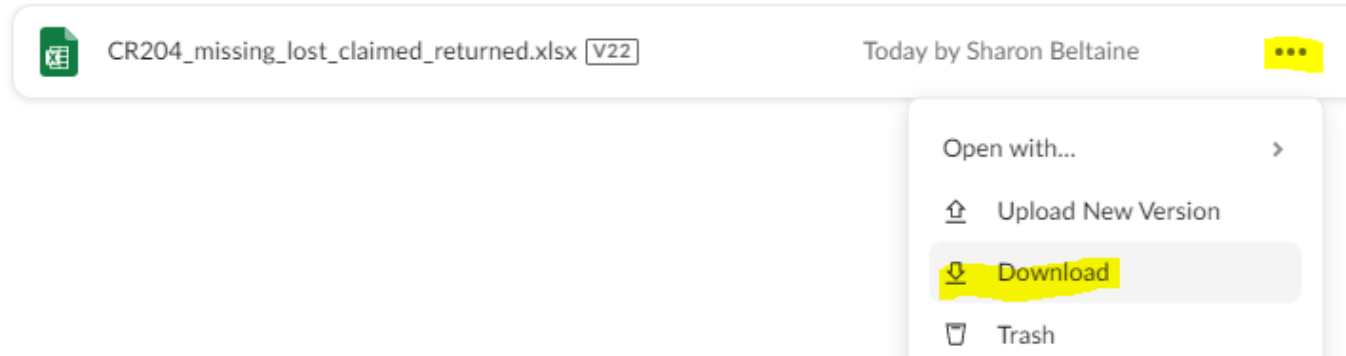 CR204_missing_lost_claimed_returned.xlsx V22 Today by Sharon Beltaine
Open with...
Upload New Version
Download
Trash